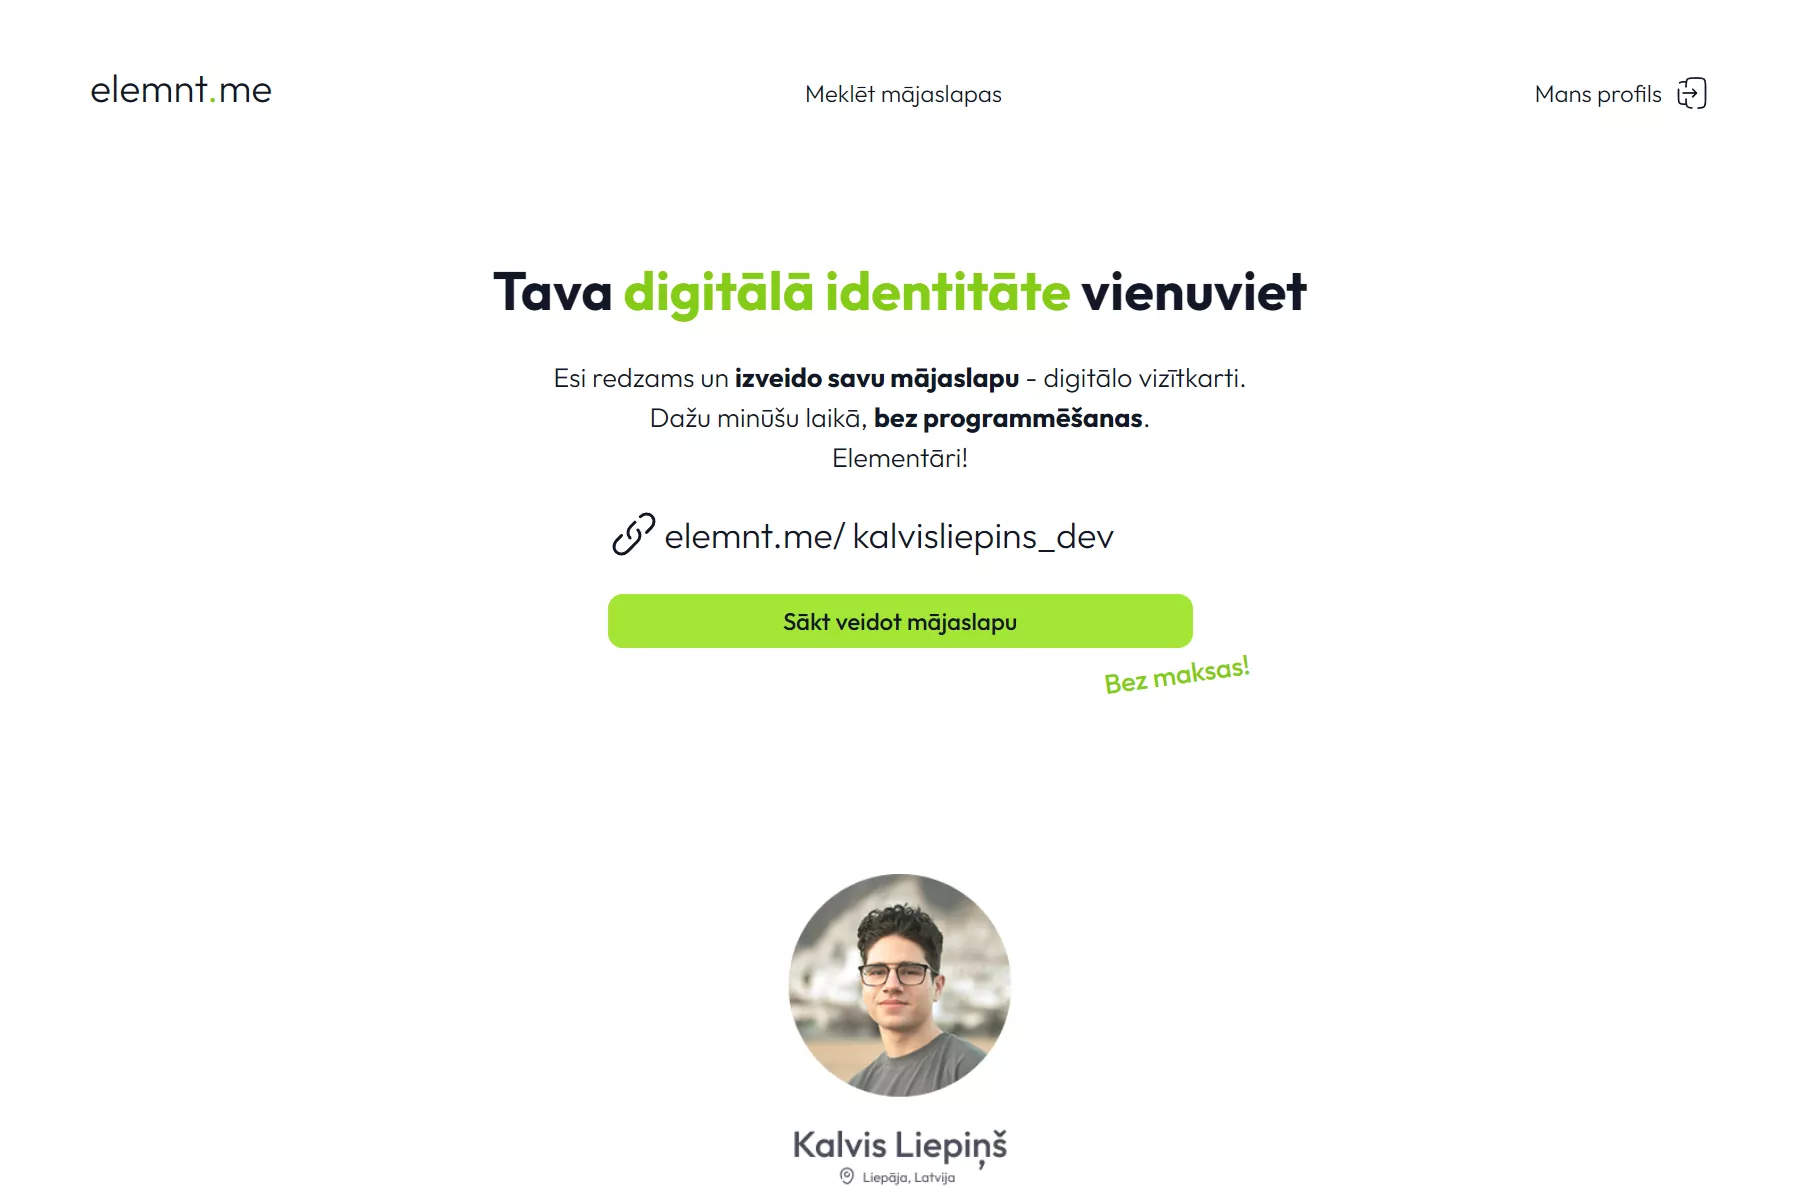 elemnt.me
Meklēt mājaslapas
Mans profils
Tava digitālā identitāte vienuviet
Esi redzams un izveido savu mājaslapu - digitālo vizītkarti.
Dažu minūšu laikā, bez programmēšanas.
Elementāri!
elemnt.me/ kalvisliepins_dev
Sākt veidot mājaslapu
Bez maksas!
Kalvis Liepiņš
Liepāja, Latvija